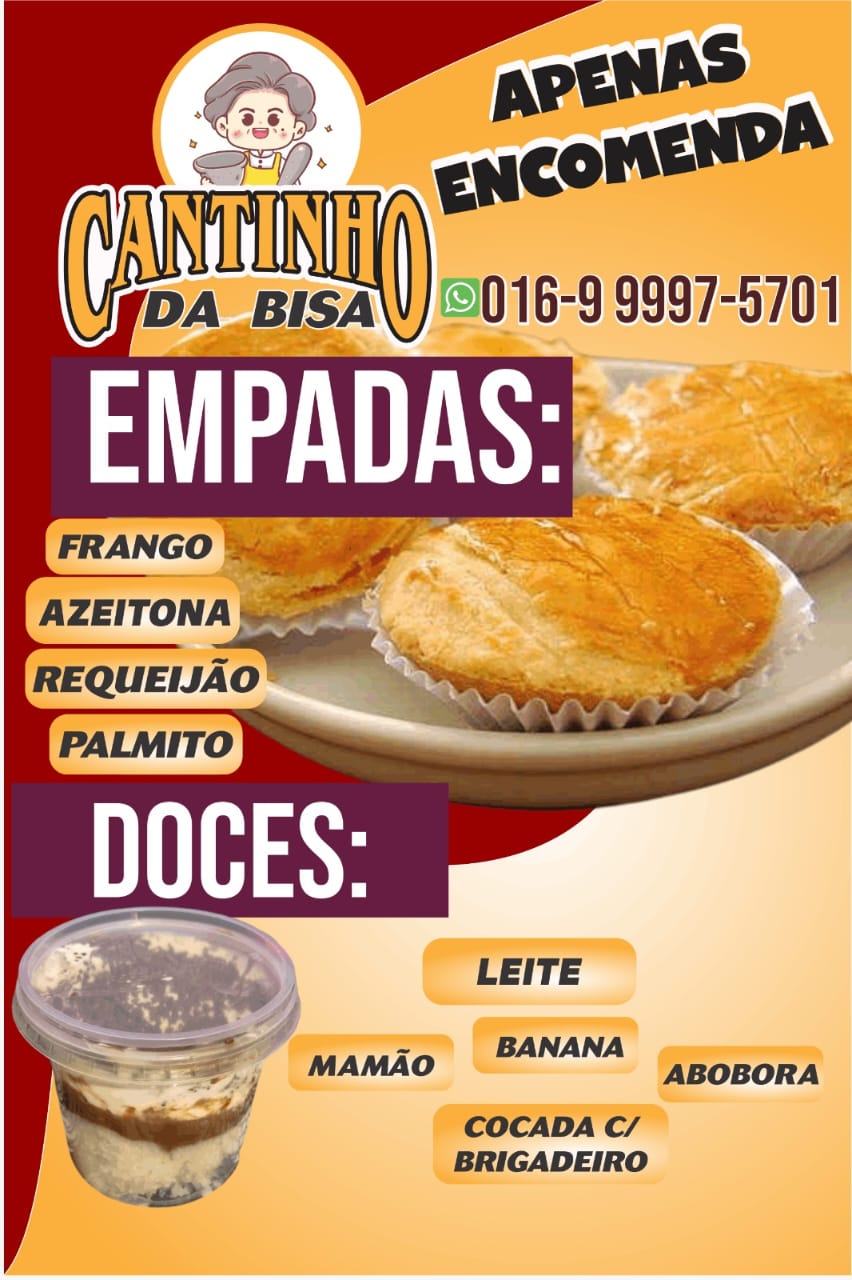 APENAS
ENCOMENDA
CANTINHO
DA BISA
016-9 9997-5701
EMPADAS:
FRANGO
AZEITONA
REQUEIJÃO
PALMITO
DOCES:
LEITE
BANANA
MAMÃO
ABOBORA
COCADA C/
BRIGADEIRO